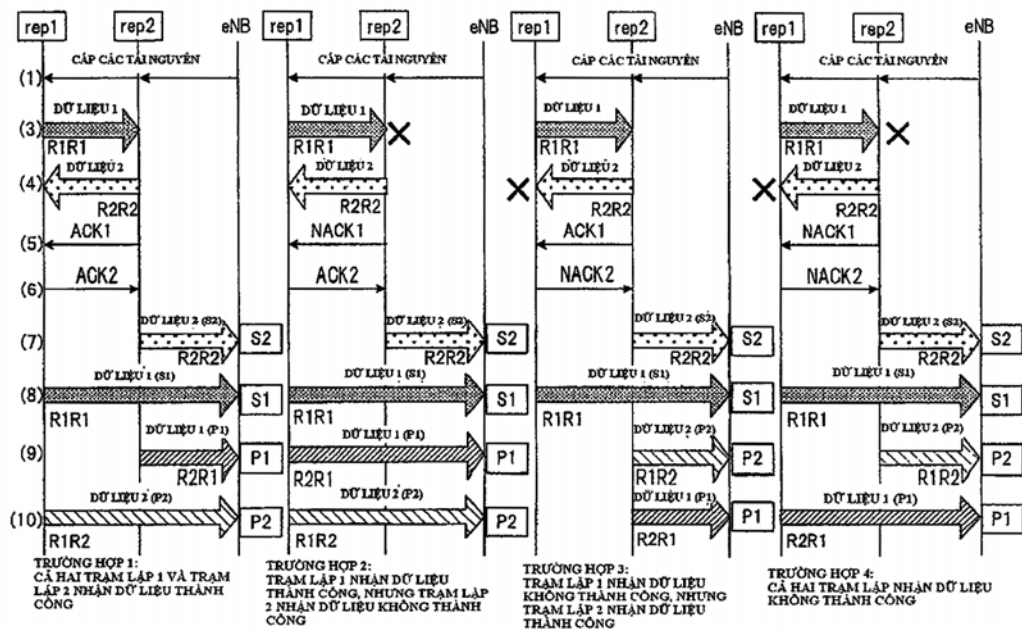 rep1 rep2 eNB rep1 rep2 eNB rep1 rep2 eNB rep1 rep2 eNB
CẤP CÁC TÀI NGUYÊN CẤP CÁC TÀI NGUYÊN CẤP CÁC TÀI NGUYÊN CẤP CÁC TÀI NGUYÊN
(1)
DỮ LIỆU 1 DỮ LIỆU 1 DỮ LIỆU 1 DỮ LIỆU 1
(3)
R1R1 R1R1 R1R1 R1R1
DỮ LIỆU 2 DỮ LIỆU 2 DỮ LIỆU 2 DỮ LIỆU 2
(4)
R2R2 R2R2 R2R2 R2R2
(5) ACK1 NACK1 ACK1 NACK1
(6) ACK2 ACK2 NACK2 NACK2
DỮ LIỆU 2 (S2) DỮ LIỆU 2 (S2) DỮ LIỆU 2 (S2) DỮ LIỆU 2 (S2)
(7) S2 S2 S2 S2
R2R2 R2R2 R2R2 R2R2
DỮ LIỆU 1 (S1) DỮ LIỆU 1 (S1) DỮ LIỆU 1 (S1) DỮ LIỆU 1 (S1)
(8) S1 S1 S1 S1
R1R1 R1R1 R1R1 R1R1
DỮ LIỆU 1 (P1) DỮ LIỆU 1 (P1) DỮ LIỆU 2 (P2) DỮ LIỆU 2 (P2)
(9) P1 P1 P2 P2
R2R1 R2R1 R1R2 R1R2
DỮ LIỆU 2 (P2) DỮ LIỆU 2 (P2) DỮ LIỆU 1 (P1) DỮ LIỆU 1 (P1)
(10) P2 P2 P1 P1
R1R2 R1R2 R2R1 R2R1
TRƯỜNG HỢP 1:
CẢ HAI TRẠM LẶP 1 VÀ TRẠM
LẶP 2 NHẬN DỮ LIỆU THÀNH
CÔNG
TRƯỜNG HỢP 2:
TRẠM LẶP 1 NHẬN DỮ LIỆU
THÀNH CÔNG, NHƯNG TRẠM LẶP
2 NHẬN DỮ LIỆU KHÔNG THÀNH
CÔNG
TRƯỜNG HỢP 3:
TRẠM LẶP 1 NHẬN DỮ LIỆU
KHÔNG THÀNH CÔNG, NHƯNG
TRẠM LẶP 2 NHẬN DỮ LIỆU
THÀNH CÔNG
TRƯỜNG HỢP 4:
CẢ HAI TRẠM LẶP NHẬN DỮ LIỆU
KHÔNG THÀNH CÔNG